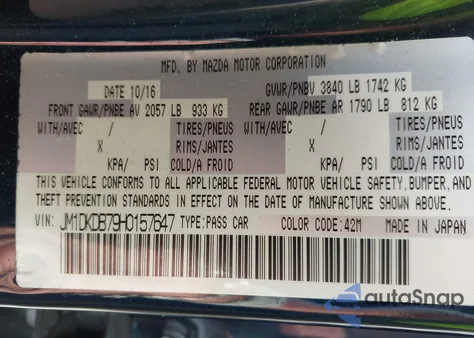 MFD. BY MAZDA MOTOR CORPORATION
DATE 10/16 GVWR/PNBV 3840 LB 1742 KG
FRONT GAWR/PNBE AV 2057 LB 933 KG REAR GAWR/PNBE AR 1790 LB 812 KG
WITH/AVEC / TIRES/PNEUS WITH/AVEC / TIRES/PNEUS
X RIMS/JANTES X RIMS/JANTES
KPA/ PSI COLD/A FROID KPA/ PSI COLD/A FROID
THIS VEHICLE CONFORMS TO ALL APPLICABLE FEDERAL MOTOR VEHICLE SAFETY, BUMPER, AND
THEFT PREVENTION STANDARDS IN EFFECT ON THE DATE OF MANUFACTURE SHOWN ABOVE.
VIN: JM1DKDB79H0157647 TYPE:PASS CAR COLOR CODE:42M MADE IN JAPAN
autoSnap